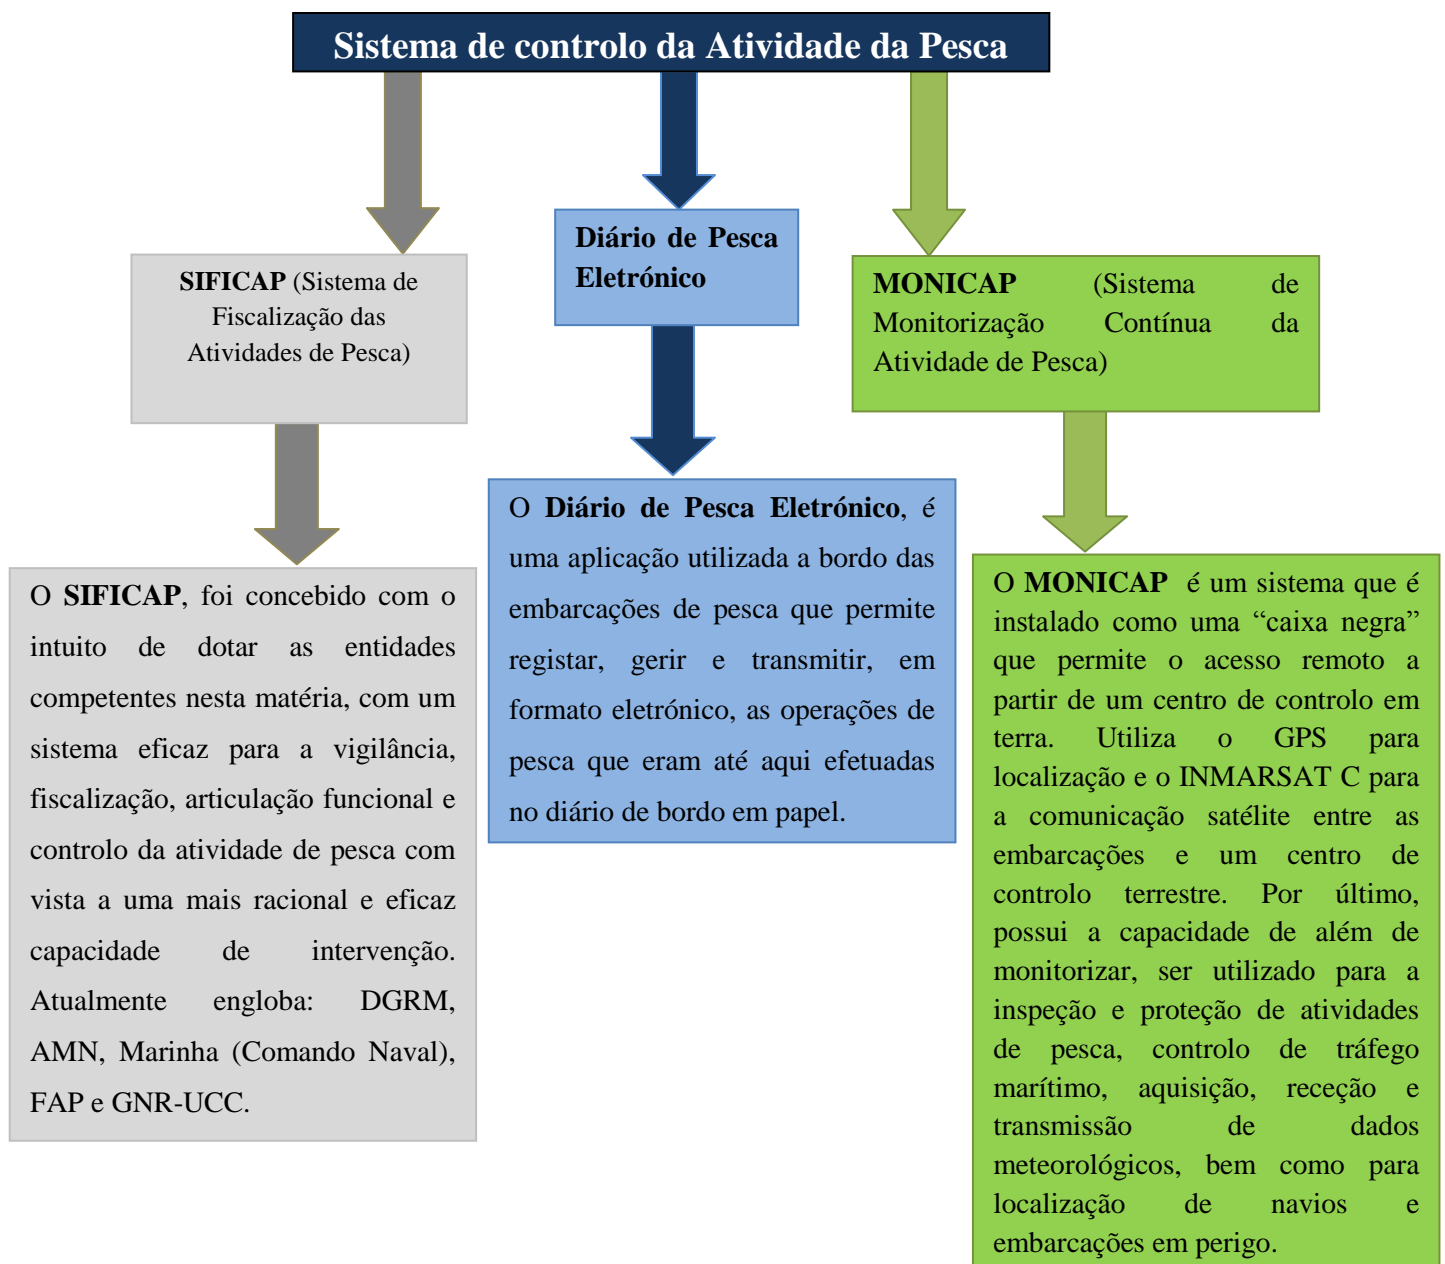 Sistema de controlo da Atividade da Pesca
SIFICAP (Sistema de
Fiscalização das
Atividades de Pesca)
Diário de Pesca
Eletrónico
MONICAP (Sistema de
Monitorização Contínua da
Atividade de Pesca)
O SIFICAP, foi concebido com o
intuito de dotar as entidades
competentes nesta matéria, com um
sistema eficaz para a vigilância,
fiscalização, articulação funcional e
controlo da atividade de pesca com
vista a uma mais racional e eficaz
capacidade de intervenção.
Atualmente engloba: DGRM,
AMN, Marinha (Comando Naval),
FAP e GNR-UCC.
O Diário de Pesca Eletrónico, é
uma aplicação utilizada a bordo das
embarcações de pesca que permite
registar, gerir e transmitir, em
formato eletrónico, as operações de
pesca que eram até aqui efetuadas
no diário de bordo em papel.
O MONICAP é um sistema que é
instalado como uma “caixa negra”
que permite o acesso remoto a
partir de um centro de controlo em
terra. Utiliza o GPS para
localização e o INMARSAT C para
a comunicação satélite entre as
embarcações e um centro de
controlo terrestre. Por último,
possui a capacidade de além de
monitorizar, ser utilizado para a
inspeção e proteção de atividades
de pesca, controlo de tráfego
marítimo, aquisição, receção e
transmissão de dados
meteorológicos, bem como para
localização de navios e
embarcações em perigo.